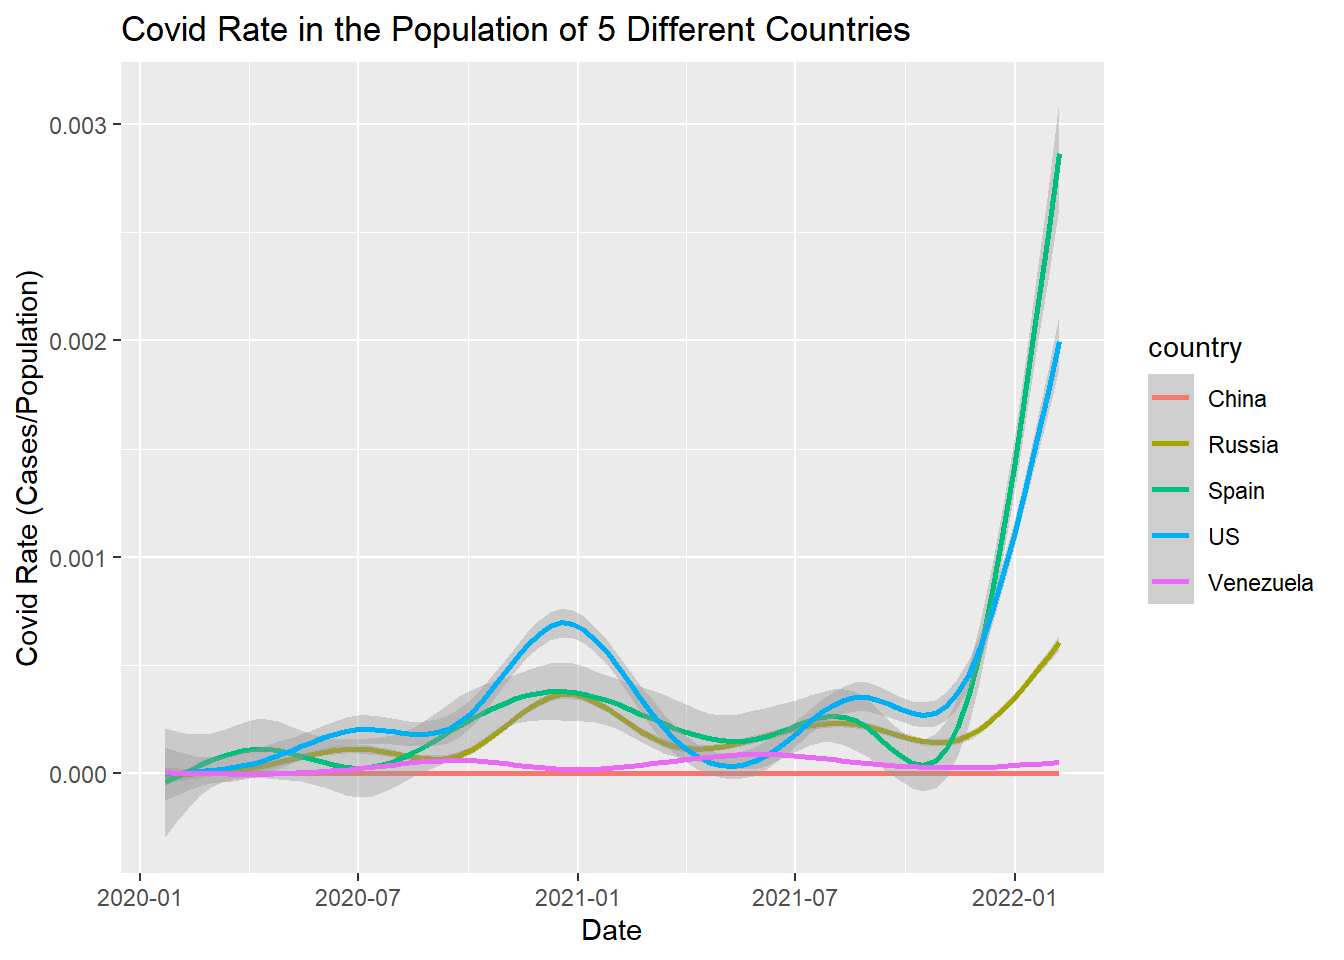 Covid Rate in the Population of 5 Different Countries
Covid Rate (Cases/Population)
0.003
0.002
0.001
0.000
2020-01
2020-07
2021-01
2021-07
2022-01
Date
country
China
Russia
Spain
US
Venezuela